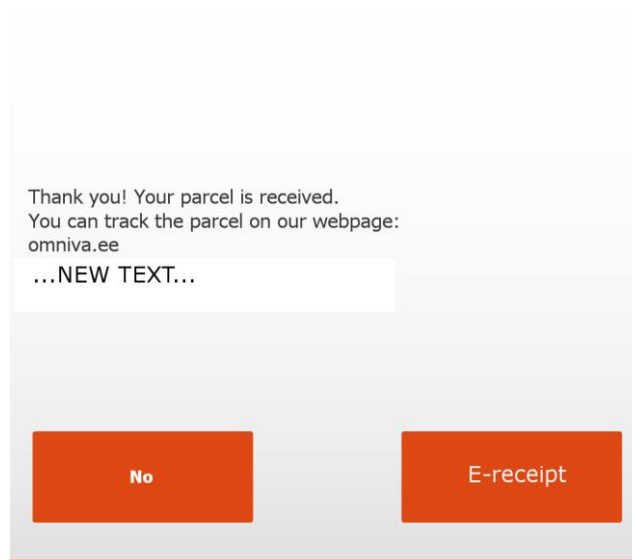 Thank you! Your parcel is received.
You can track the parcel on our webpage:
omniva.ee
...NEW TEXT...
No
E-receipt